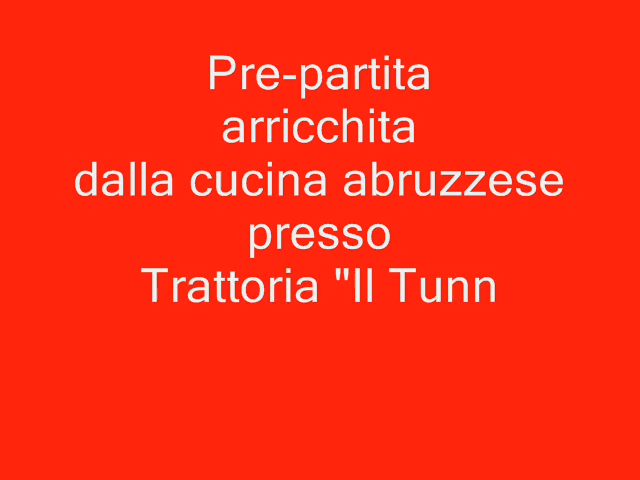 Pre-partita
arricchita
dalla cucina abruzzese
presso
Trattoria "Il Tunn